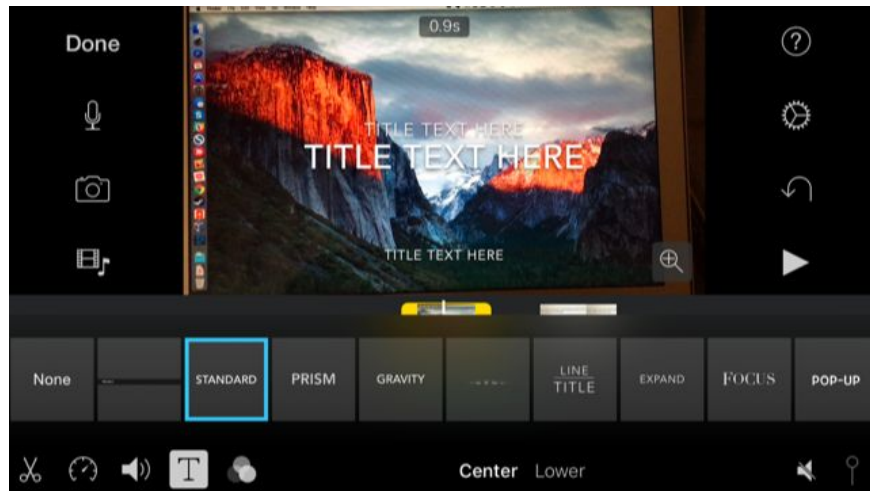 Done
0.9s
TITLE TEXT HERE
TITLE TEXT HERE
TITLE TEXT HERE
None
STANDARD
PRISM
GRAVITY
LINE
TITLE
EXPAND
FOCUS
POP-UP
T
Center Lower